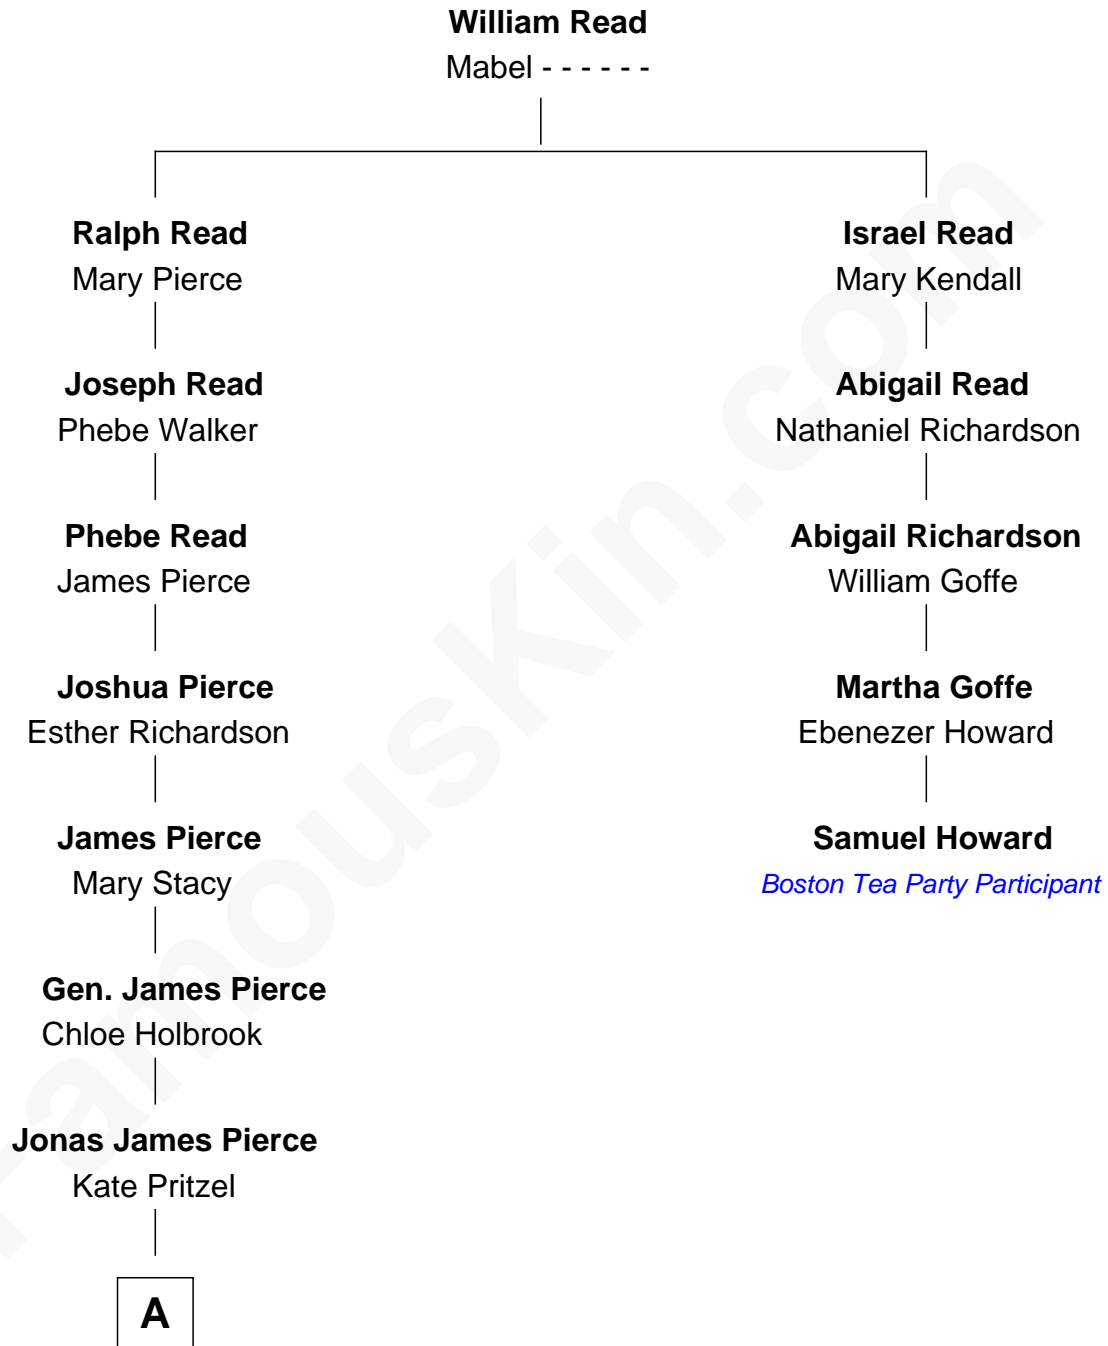 William Read
Mabel - - - - - -
Ralph Read
Mary Pierce
Joseph Read
Phebe Walker
Phebe Read
James Pierce
Joshua Pierce
Esther Richardson
James Pierce
Mary Stacy
Gen. James Pierce
Chloe Holbrook
Jonas James Pierce
Kate Pritzel
A
Israel Read
Mary Kendall
Abigail Read
Nathaniel Richardson
Abigail Richardson
William Goffe
Martha Goffe
Ebenezer Howard
Samuel Howard
Boston Tea Party Participant
FamousKin.com